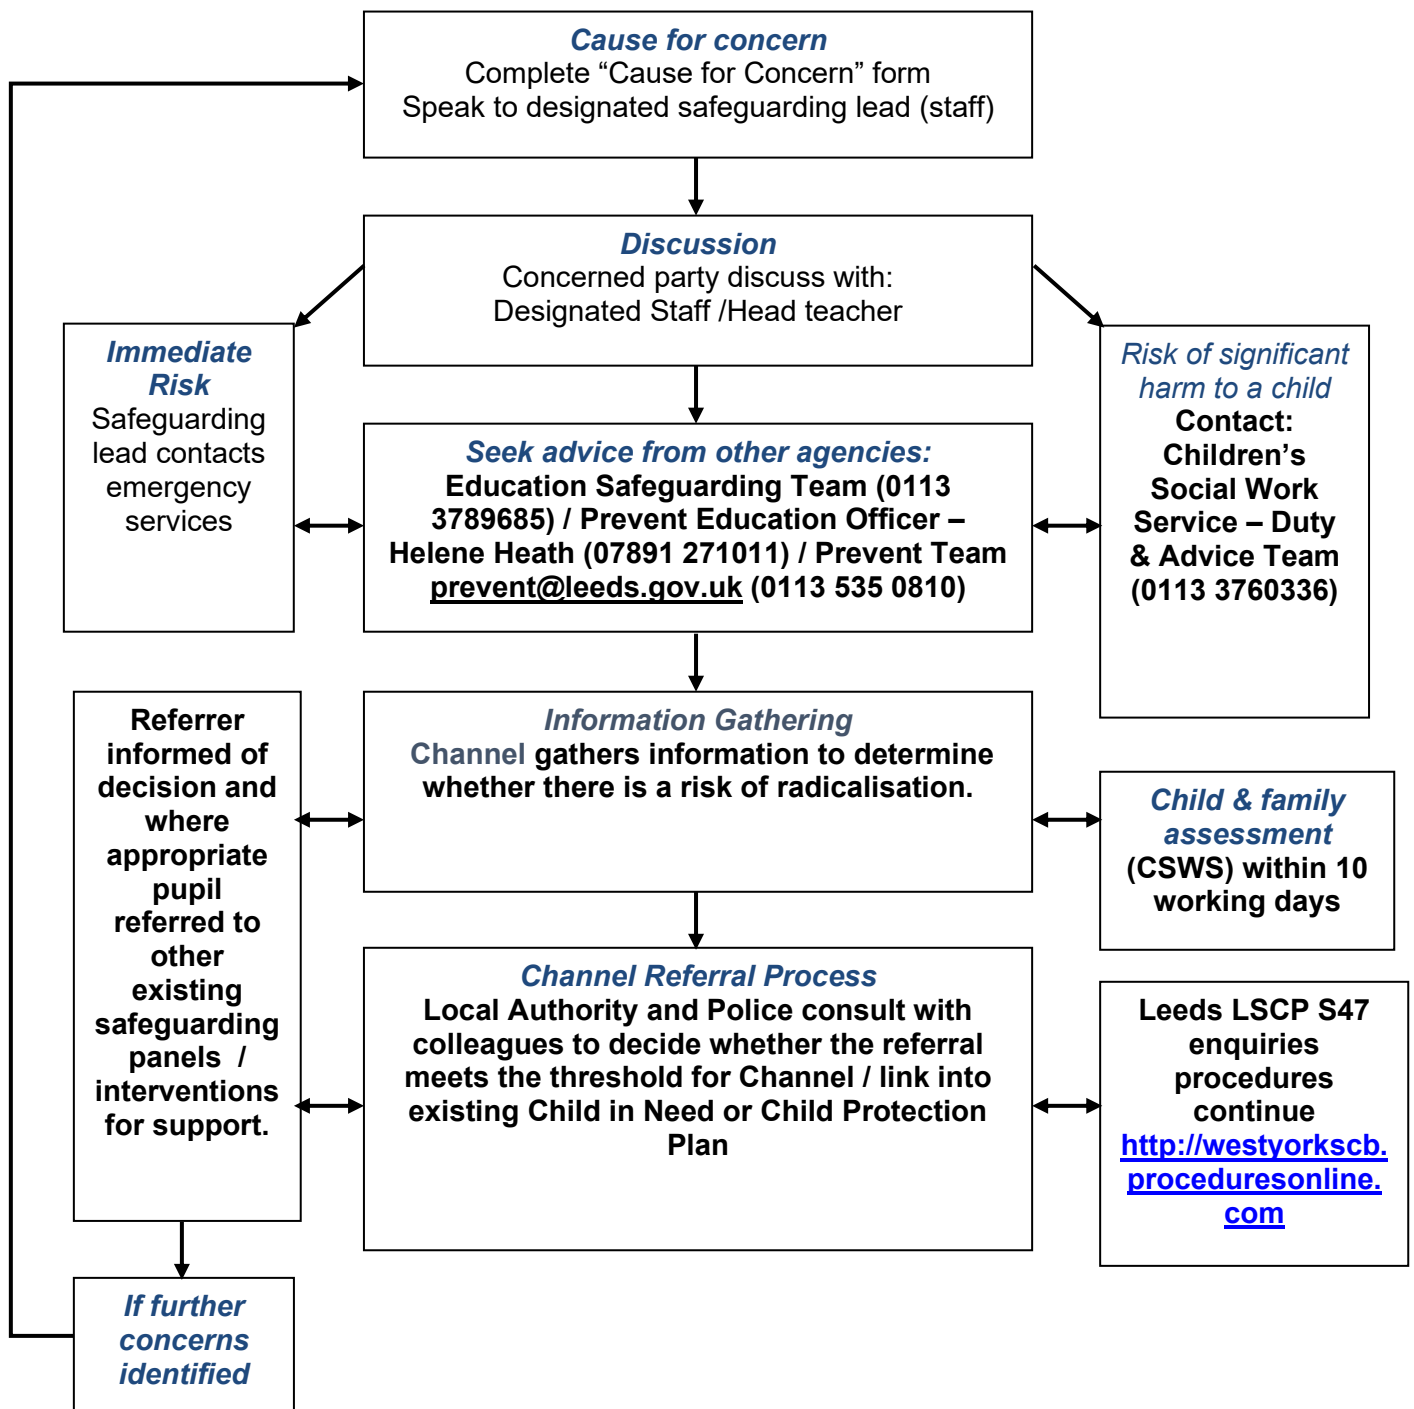 Cause for concern
Complete “Cause for Concern” form
Speak to designated safeguarding lead (staff)
Discussion
Concerned party discuss with:
Designated Staff /Head teacher
Immediate
Risk
Safeguarding
lead contacts
emergency
services
Seek advice from other agencies:
Education Safeguarding Team (0113
3789685) / Prevent Education Officer –
Helene Heath (07891 271011) / Prevent Team
prevent@leeds.gov.uk (0113 535 0810)
Risk of significant
harm to a child
Contact:
Children’s
Social Work
Service – Duty
& Advice Team
(0113 3760336)
Referrer
informed of
decision and
where
appropriate
pupil
referred to
other
existing
safeguarding
panels  /
interventions
for support.
Information Gathering
Channel gathers information to determine
whether there is a risk of radicalisation.
Child & family
assessment
(CSWS) within 10
working days
Channel Referral Process
Local Authority and Police consult with
colleagues to decide whether the referral
meets the threshold for Channel / link into
existing Child in Need or Child Protection
Plan
Leeds LSCP S47
enquiries
procedures
continue
http://westyorkscb.
proceduresonline.
com
If further
concerns
identified